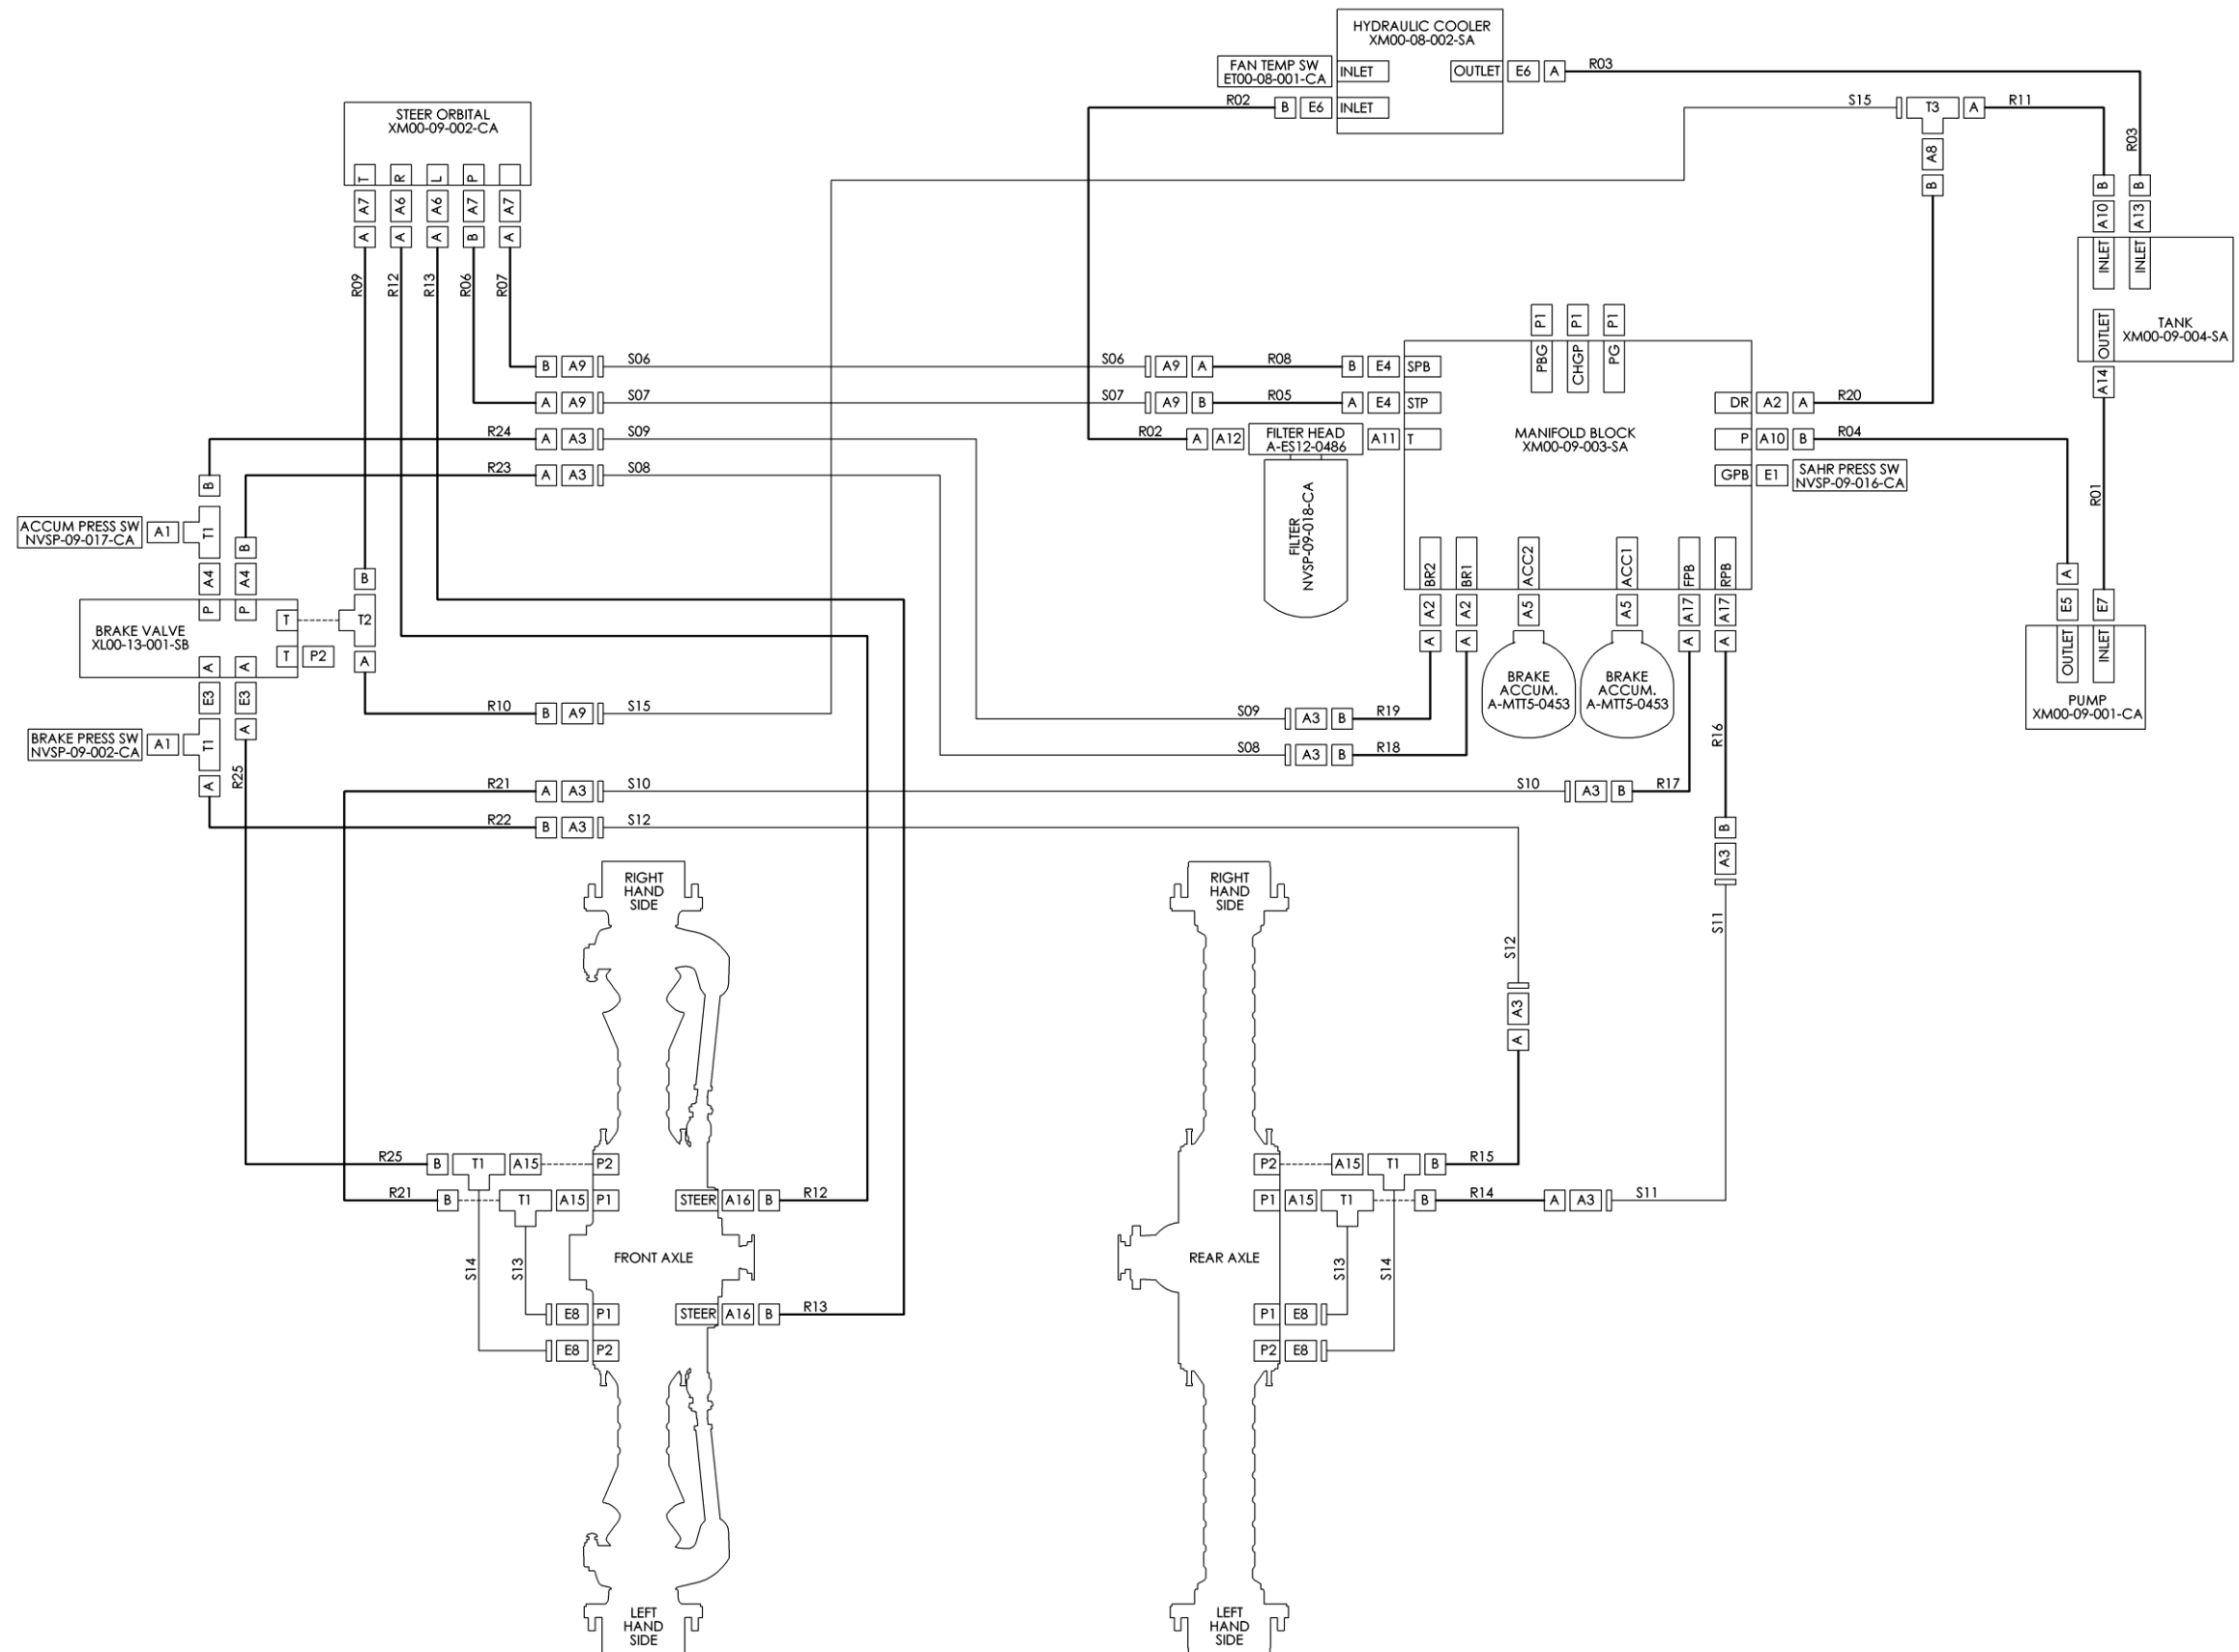 HYDRAULIC COOLER
XM00-08-002-SA
FAN TEMP SW
ET00-08-001-CA
INLET
OUTLET
E6
A
R03
R02
B
E6
INLET
STEER ORBITAL
XM00-09-002-CA
T
R
L
P
A7
A6
A6
A7
A7
A
A
A
B
A
R09
R12
R13
R06
R07
S15
T3
A
R11
A8
B
R03
B
B
A10
A13
INLET
INLET
OUTLET
TANK
XM00-09-004-SA
A14
R01
B
A9
S06
S06
A9
A
R08
B
E4
SPB
A
A9
S07
S07
A9
B
R05
A
E4
STP
R24
A
A3
S09
R02
A
A12
FILTER HEAD
A-ES12-0486
A11
T
R23
A
A3
S08
FILTER
NVSP-09-018-CA
P1
P1
P1
PBG
CHGP
PG
MANIFOLD BLOCK
XM00-09-003-SA
DR
A2
A
R20
P
A10
B
R04
GPB
E1
SAHR PRESS SW
NVSP-09-016-CA
BR2
BR1
ACC2
ACC1
FPB
RPB
A2
A2
A5
A5
A17
A17
A
A
A
A
BRAKE
ACCUM.
A-MTT5-0453
BRAKE
ACCUM.
A-MTT5-0453
A
E5
E7
OUTLET
INLET
PUMP
XM00-09-001-CA
B
B
ACCUM PRESS SW
NVSP-09-017-CA
A1
T1
A4
A4
P
P
BRAKE VALVE
XL00-13-001-SB
T
T
P2
B
T2
A
A
A
E3
E3
A
BRAKE PRESS SW
NVSP-09-002-CA
A1
T1
A
R25
R10
B
A9
S15
S09
A3
B
R19
S08
A3
B
R18
R16
R21
A
A3
S10
S10
A3
B
R17
R22
B
A3
S12
B
A3
S11
S12
A3
A
RIGHT
HAND
SIDE
RIGHT
HAND
SIDE
R25
B
T1
A15
P2
R21
B
T1
A15
P1
STEER
A16
B
R12
S14
S13
FRONT AXLE
E8
P1
STEER
A16
B
R13
E8
P2
P2
A15
T1
B
R15
P1
A15
T1
B
R14
A
A3
S11
REAR AXLE
S13
S14
P1
E8
P2
E8
LEFT
HAND
SIDE
LEFT
HAND
SIDE